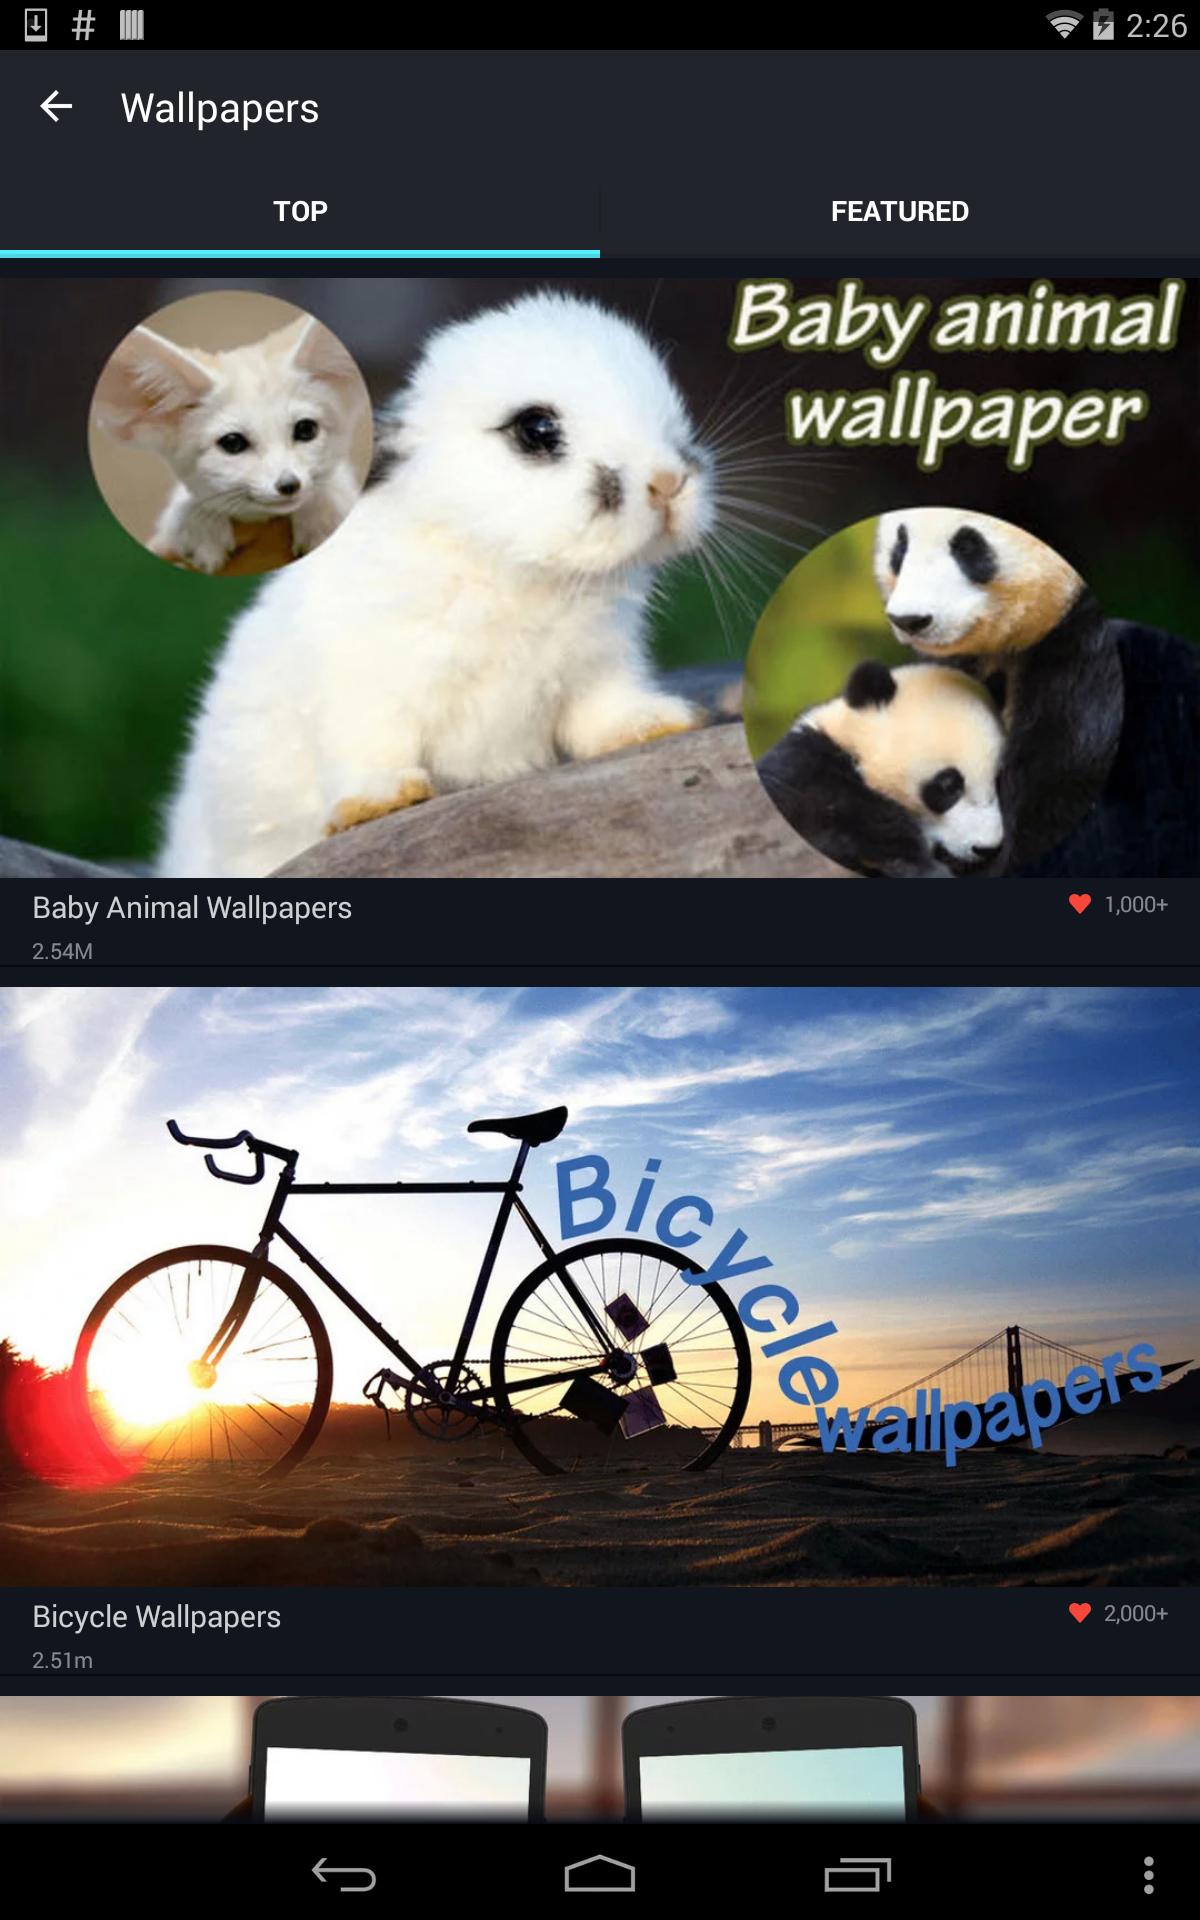 2:26
Wallpapers
TOP
FEATURED
Baby animal
wallpaper
Baby Animal Wallpapers
1,000+
2.54M
Bicycle
wallpapers
Bicycle Wallpapers
2,000+
2.51m